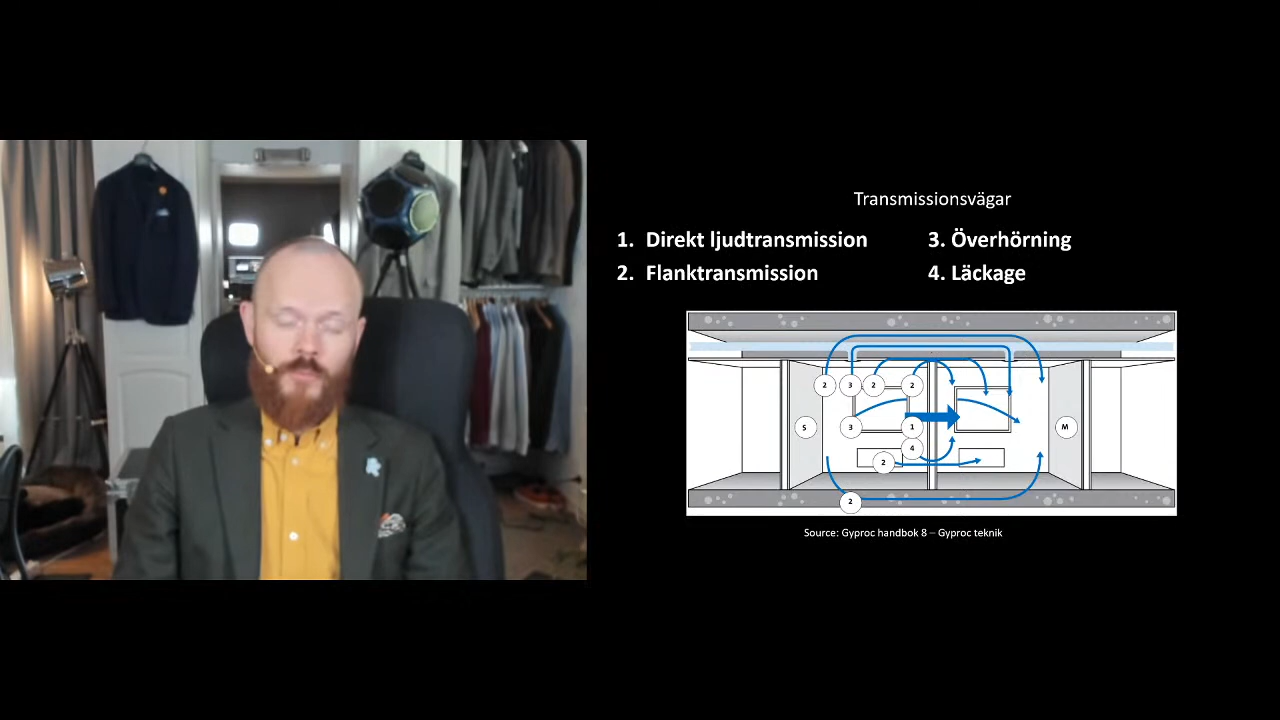 Transmissionsvägar
1. Direkt ljudtransmission
2. Flanktransmission
3. Överhörning
4. Läckage
2 3 2 2
S 3 1 M
4
2
2
Source: Gyproc handbok 8 – Gyproc teknik